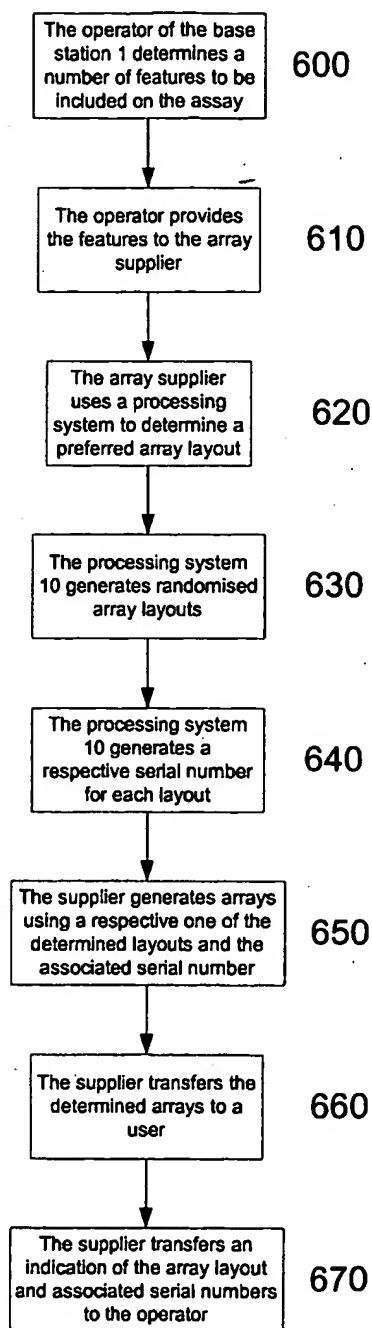 The operator of the base
station 1 determines a
number of features to be
included on the assay
600
The operator provides
the features to the array
supplier
610
The array supplier
uses a processing
system to determine a
preferred array layout
620
The processing system
10 generates randomised
array layouts
630
The processing system
10 generates a
respective serial number
for each layout
640
The supplier generates arrays
using a respective one of the
determined layouts and the
associated serial number
650
The supplier transfers the
determined arrays to a
user
660
The supplier transfers an
indication of the array layout
and associated serial numbers
to the operator
670